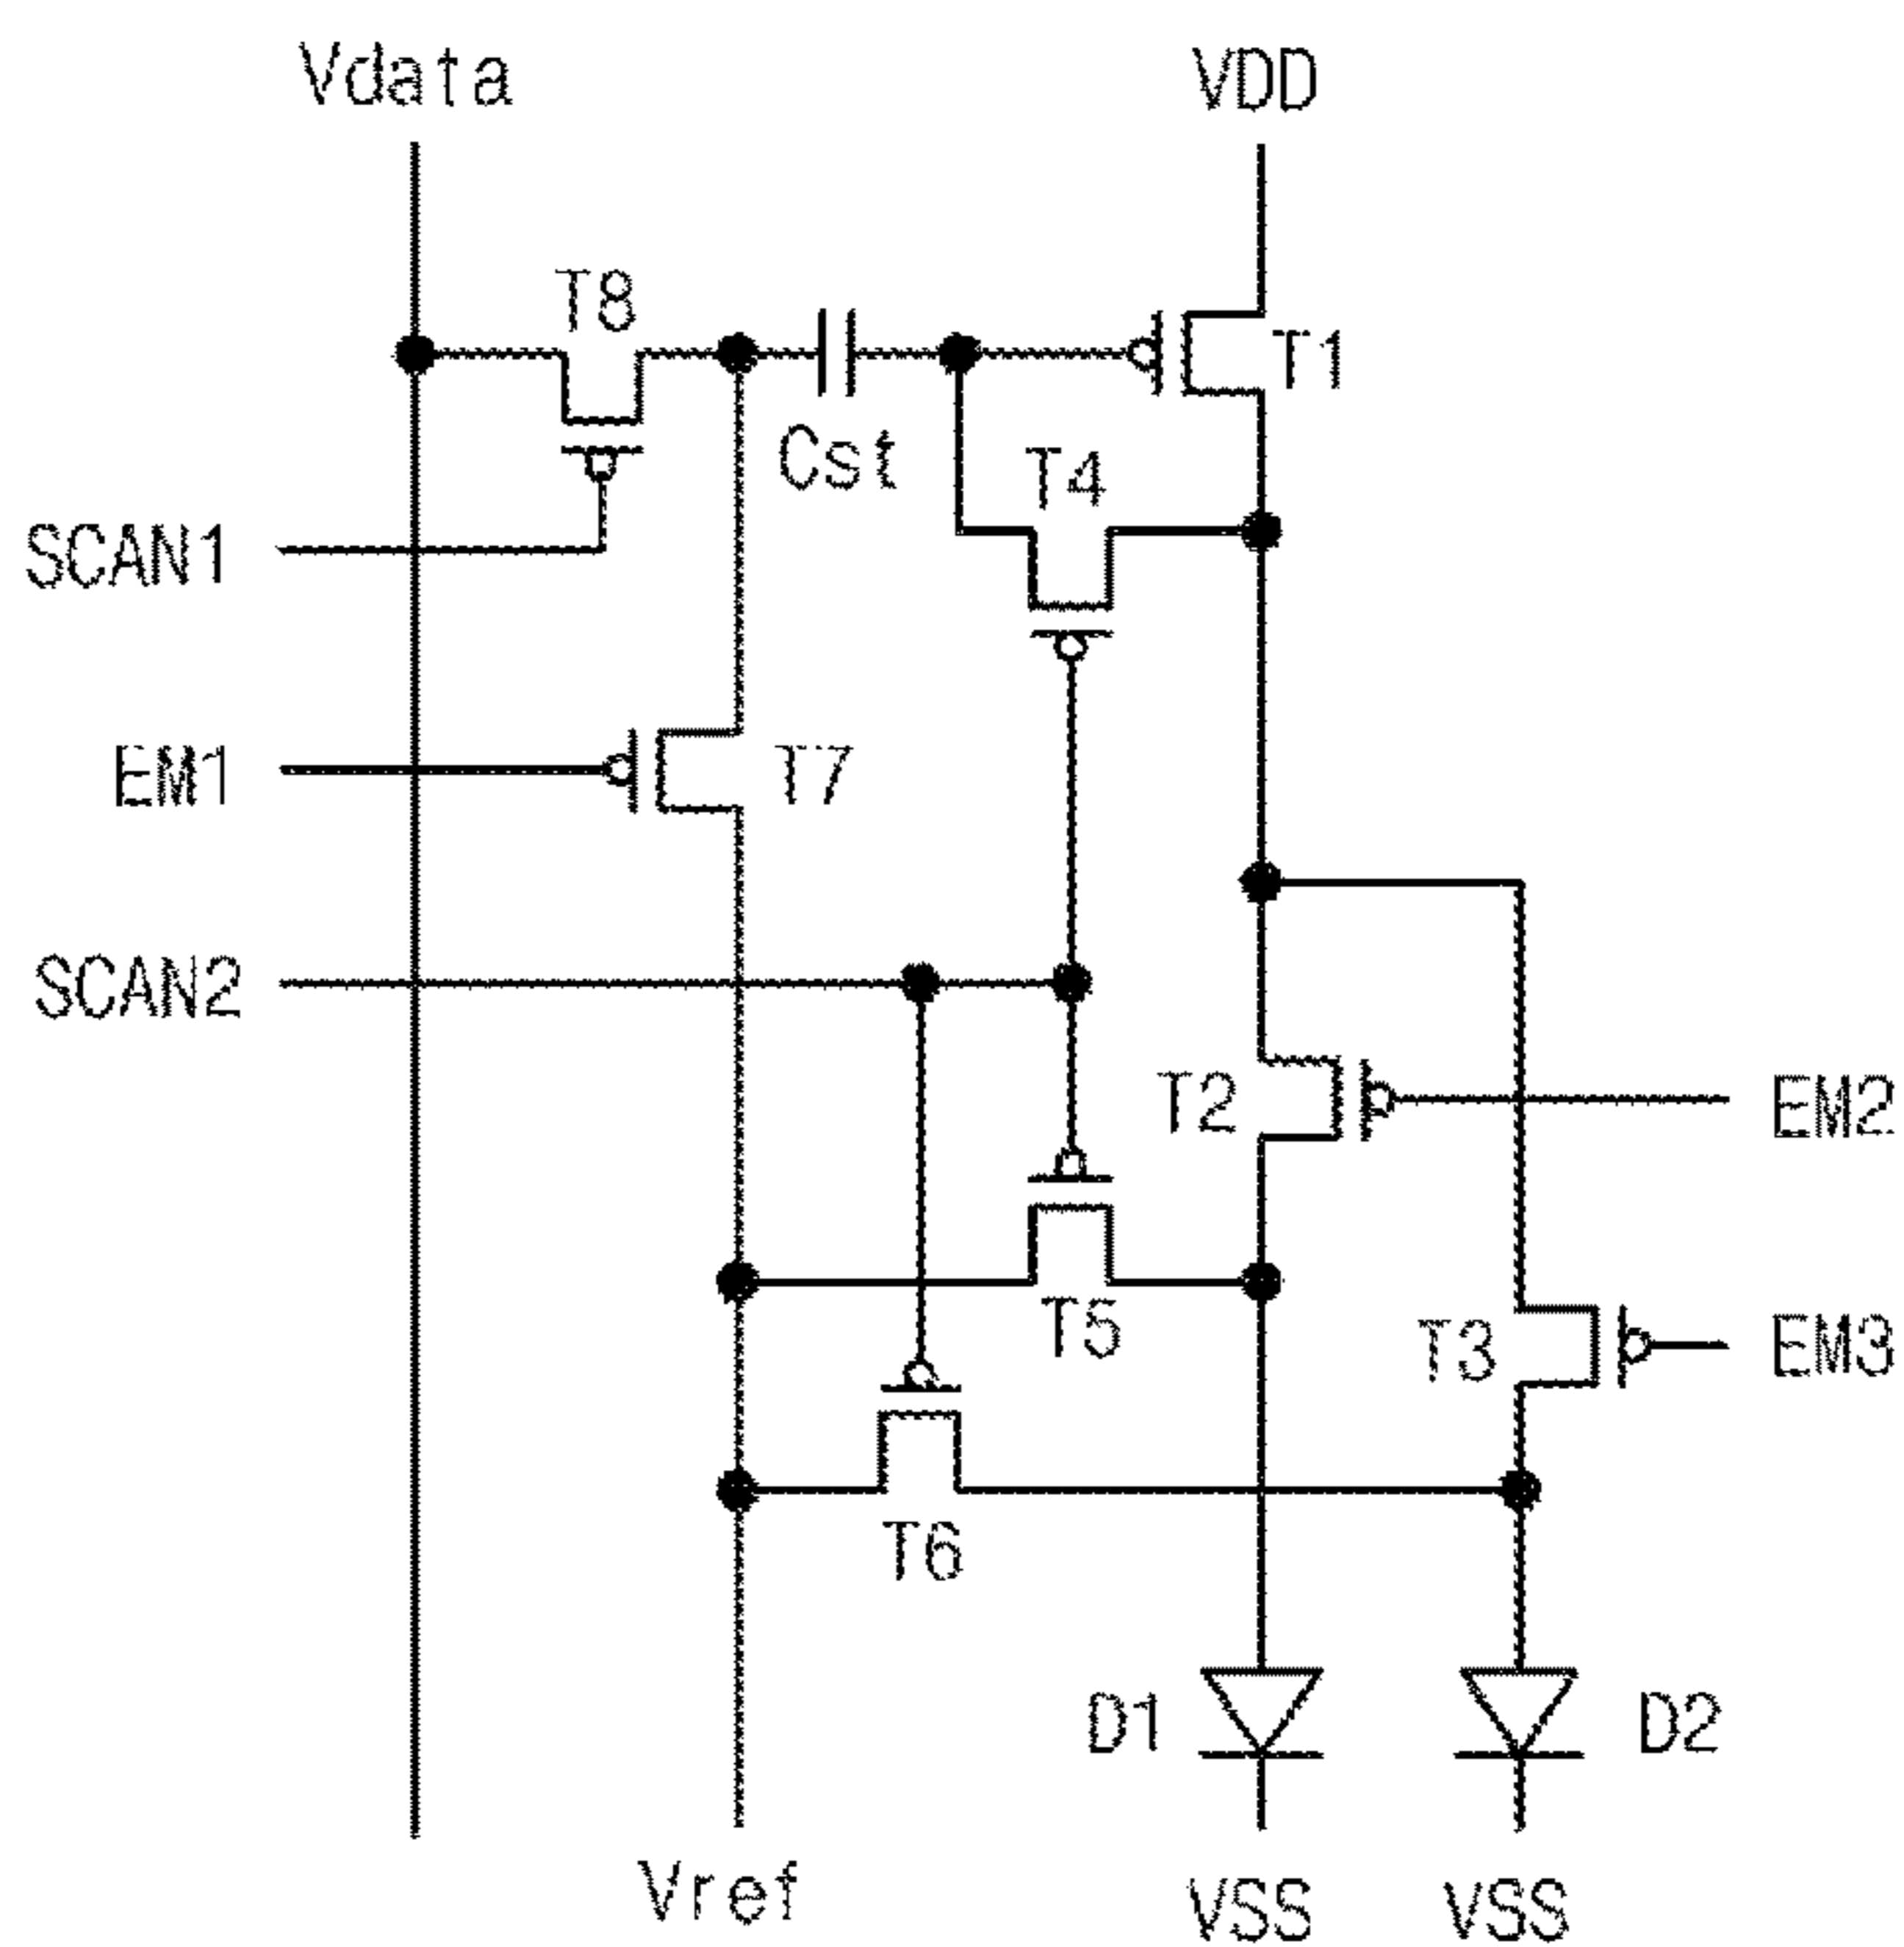 Vdata
VDD
T8
T1
Cst
T4
SCAN1
EM1
T7
SCAN2
T2
EM2
T5
T3
EM3
T6
D1
D2
Vref
VSS
VSS